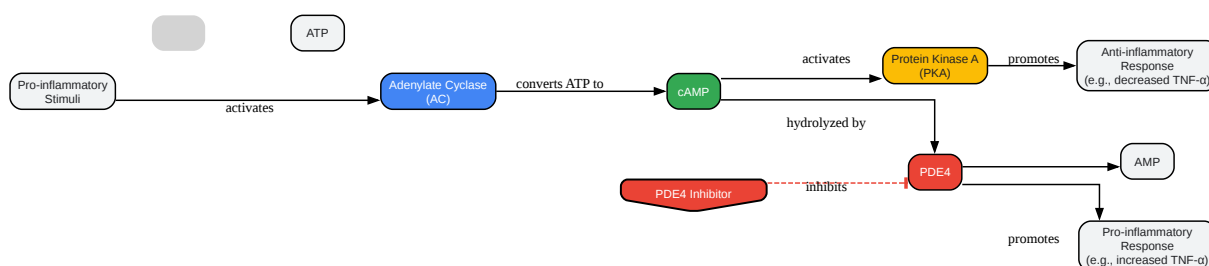 ATP
Pro-inflammatory
Stimuli
activates
Adenylate Cyclase
(AC)
converts ATP to
cAMP
activates
Protein Kinase A
(PKA)
promotes
Anti-inflammatory
Response
(e.g., decreased TNF-α)
hydrolyzed by
PDE4 Inhibitor
inhibits
PDE4
AMP
promotes
Pro-inflammatory
Response
(e.g., increased TNF-α)